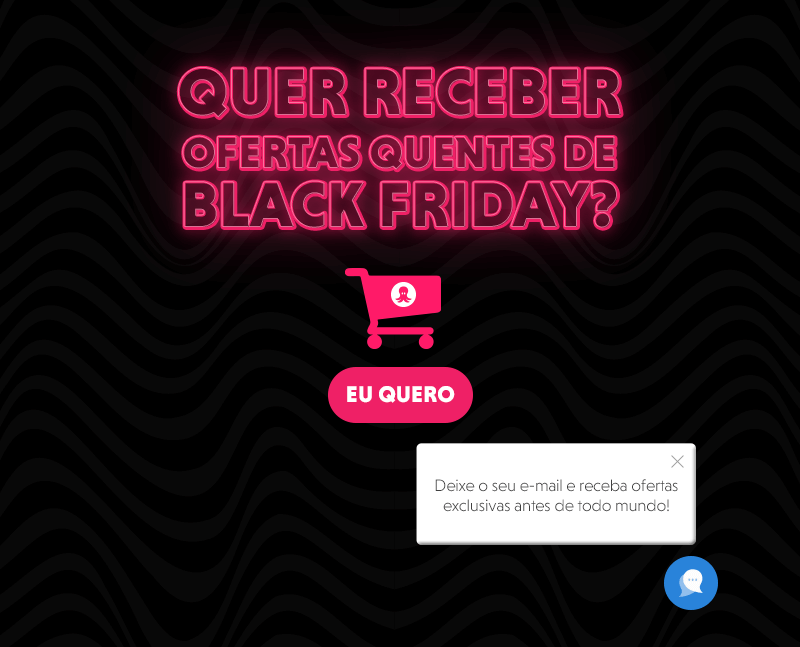 QUER RECEBER
OFERTAS QUENTES DE
BLACK FRIDAY?
EU QUERO
Deixe o seu e-mail e receba ofertas
exclusivas antes de todo mundo!